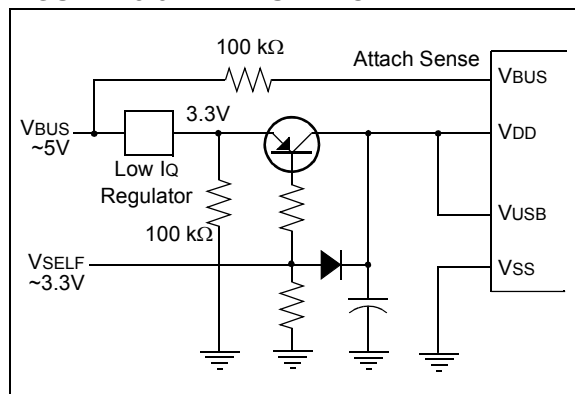 100 kΩ
Attach Sense
VBUS
3.3V
VBUS
~5V
VDD
Low IQ
Regulator
100 kΩ
VUSB
VSELF
~3.3V
VSS